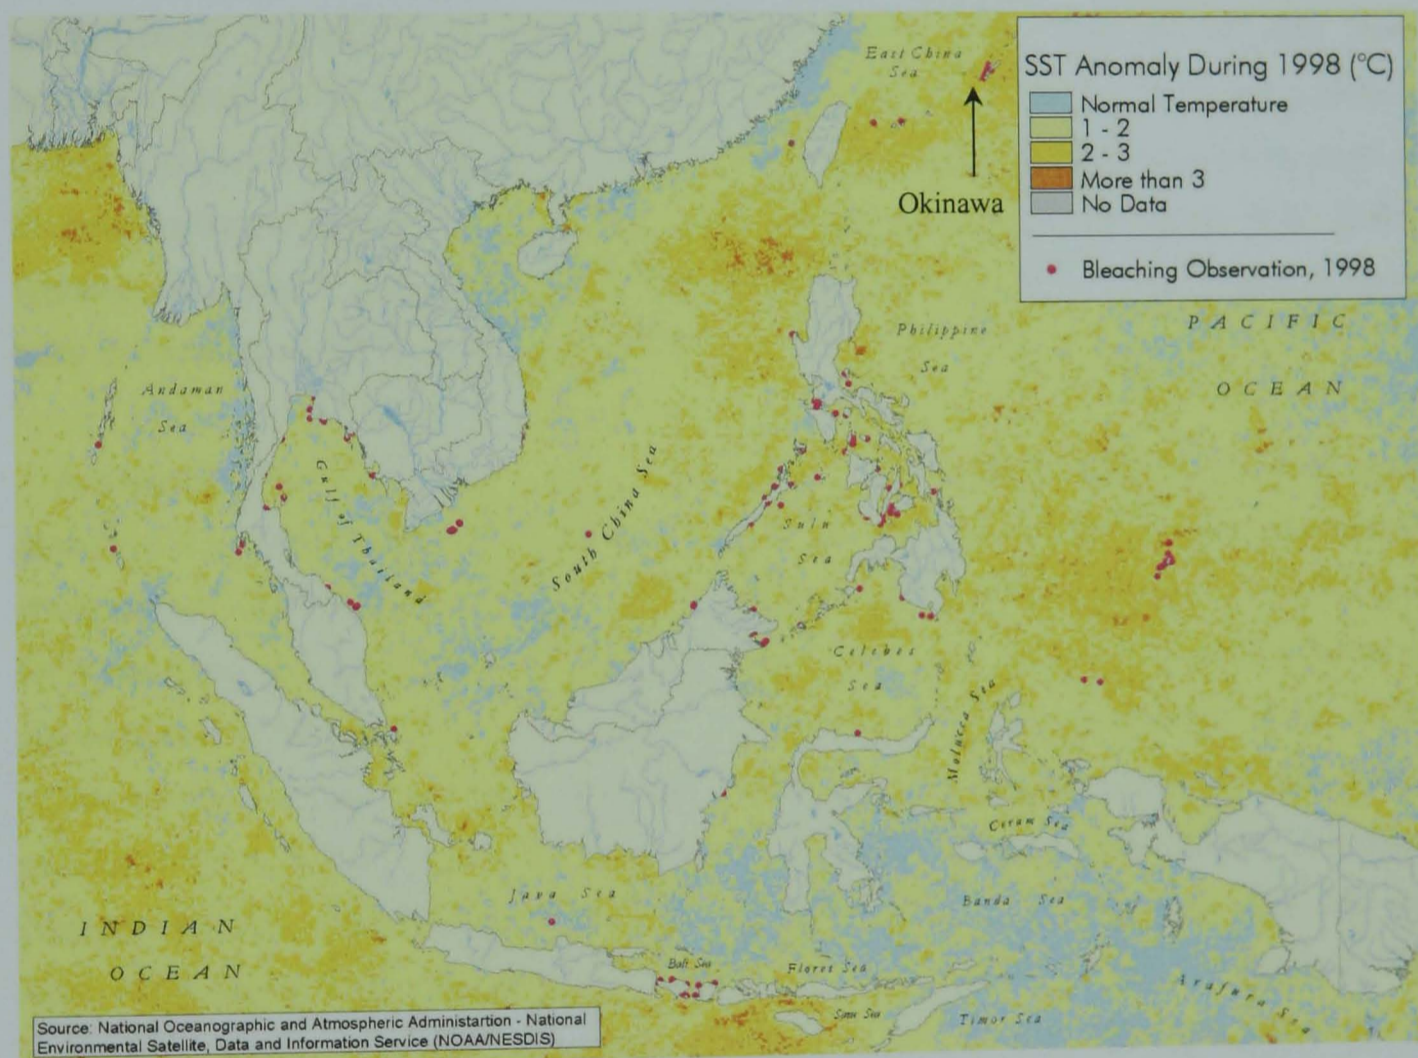 East China
Sea
SST Anomaly During 1998 (°C)
Normal Temperature
1 - 2
2 - 3
More than 3
No Data
Bleaching Observation, 1998
Okinawa
PACIFIC
OCEAN
Philippine
Sea
Andaman
Sea
Gulf of Thailand
South China Sea
Sulu
Sea
Celebes
Sea
Molucca Sea
Ceram Sea
Java Sea
Banda Sea
INDIAN
OCEAN
Bali Sea
Flores Sea
Arafura Sea
Timor Sea
Source: National Oceanographic and Atmospheric Administartion - National
Environmental Satellite, Data and Information Service (NOAA/NESDIS)